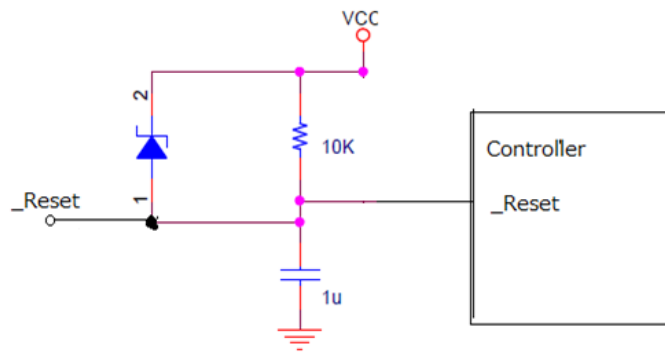 VCC
2
10K
Controller
_Reset
1
_Reset
1u